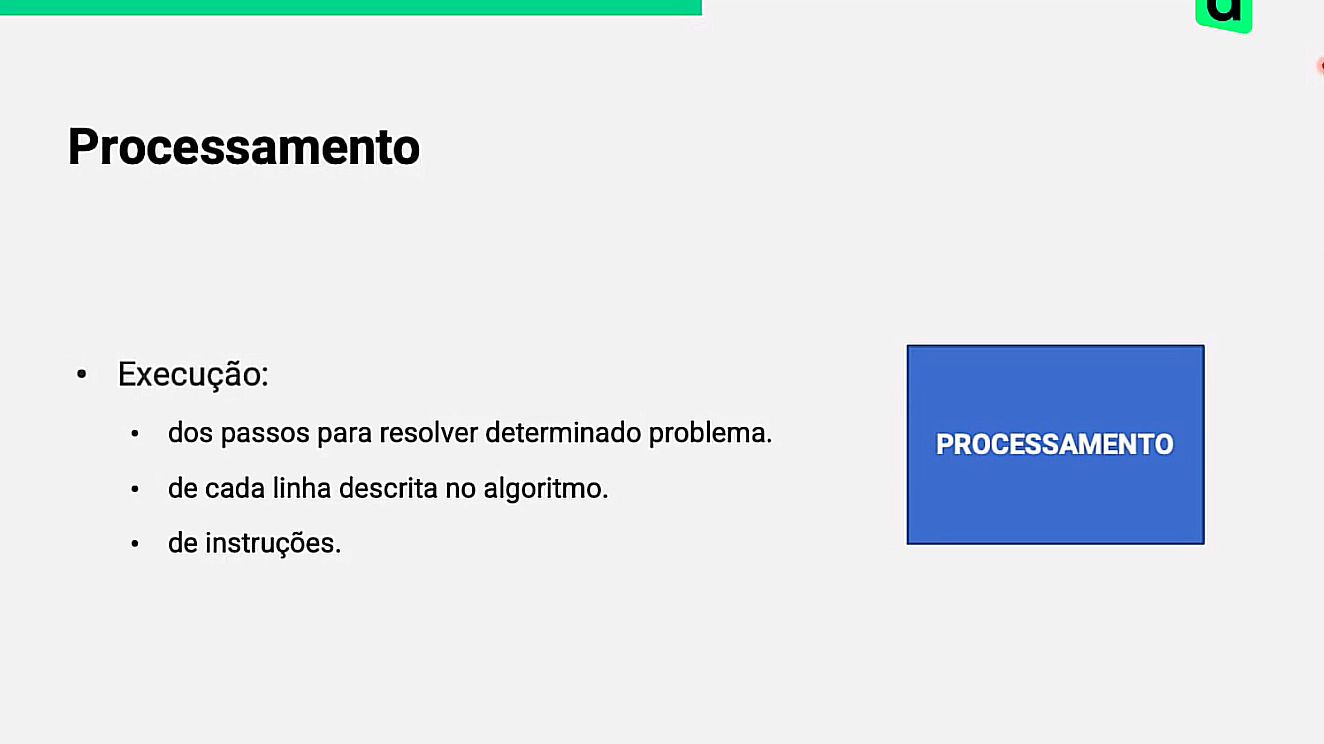 Processamento
• Execução:
• dos passos para resolver determinado problema.
• de cada linha descrita no algoritmo.
• de instruções.
PROCESSAMENTO